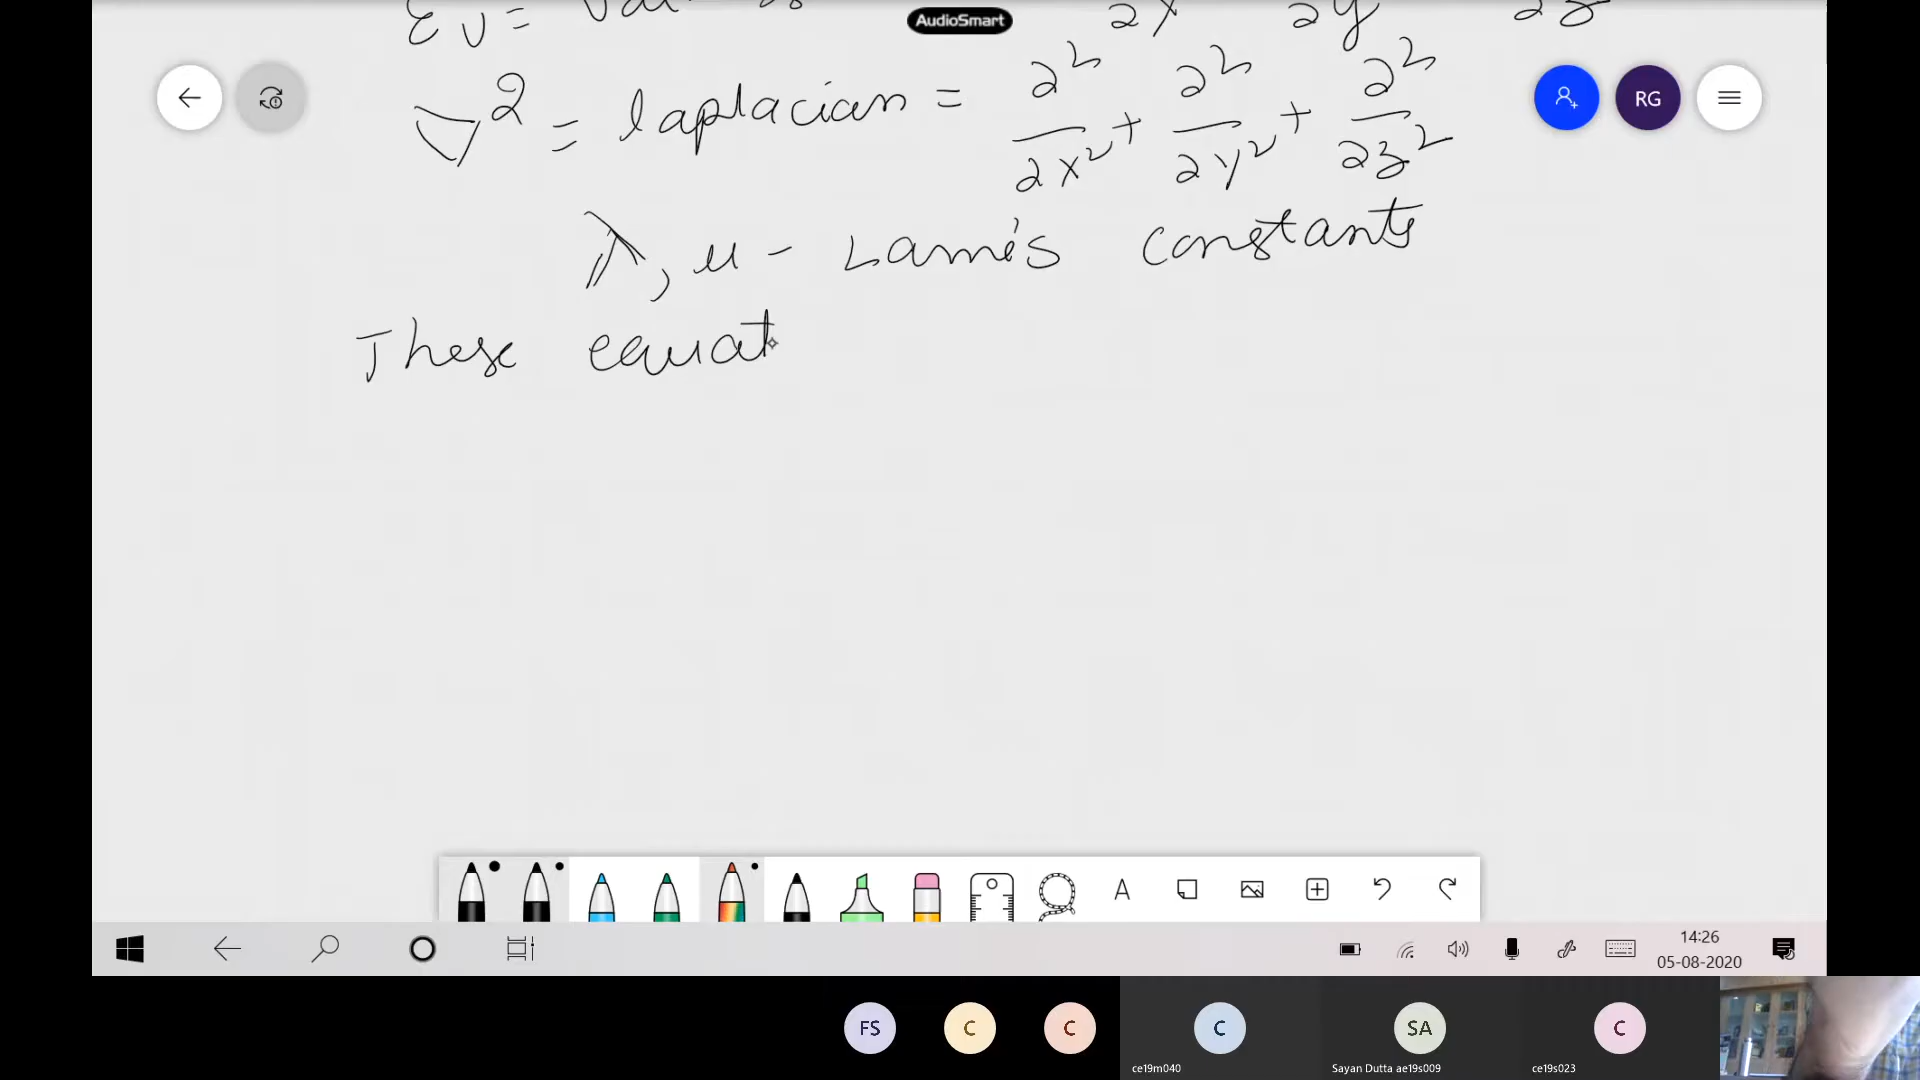 AudioSmart
Ɛv =
∂x ∂y ∂z
∇² = laplacian = ∂²/∂x² + ∂²/∂y² + ∂²/∂z²
RG
λ, μ - Lamé's constants
These equat
A
14:26
05-08-2020
FS C C C SA C
ce19m040 Sayan Dutta ae19s009 ce19s023